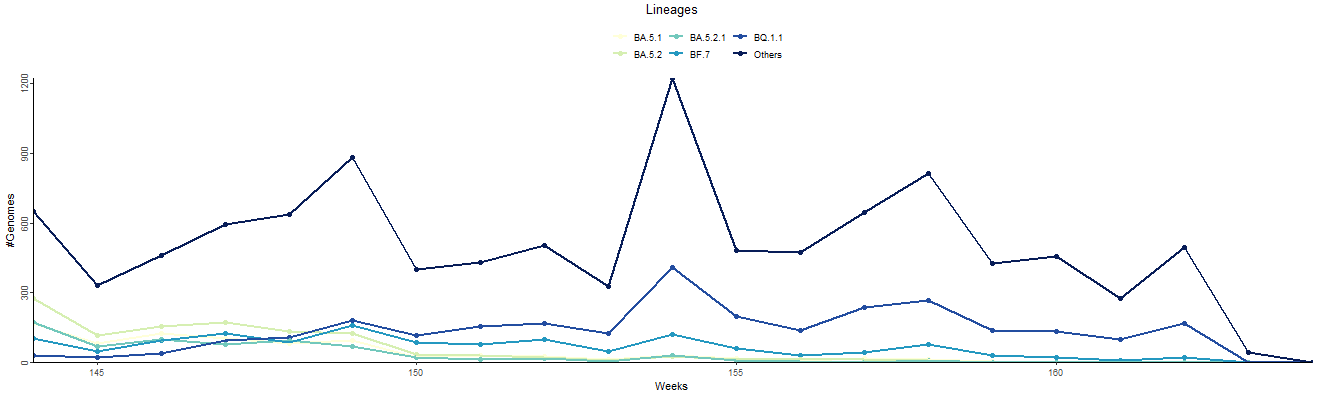 Lineages
BA.5.1 BA.5.2.1 BQ.1.1
BA.5.2 BF.7 Others
1200
900
600
300
0
#Genomes
145 150 155 160
Weeks